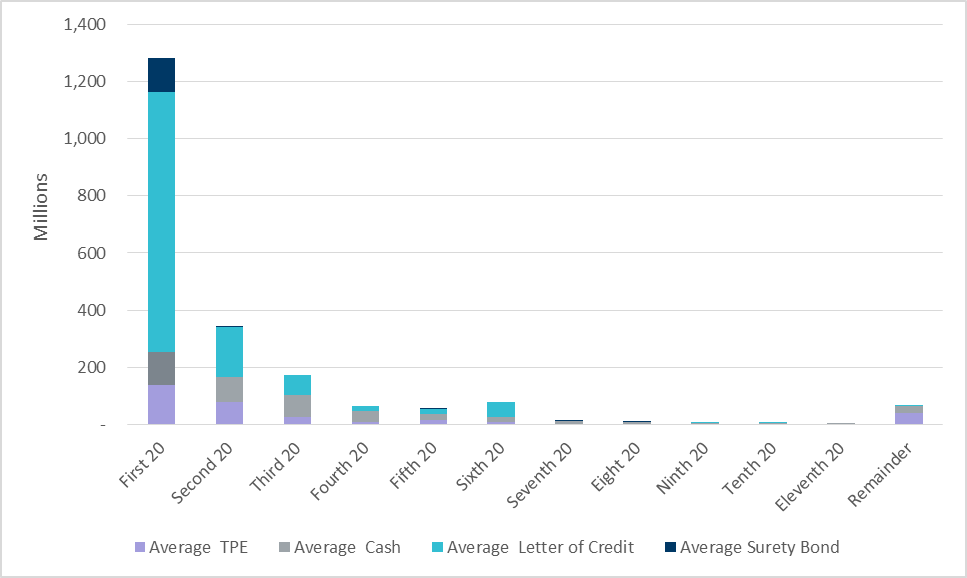 1,400
1,200
1,000
800
600
400
200
-
Millions
First 20
Second 20
Third 20
Fourth 20
Fifth 20
Sixth 20
Seventh 20
Eight 20
Ninth 20
Tenth 20
Eleventh 20
Remainder
Average TPE
Average Cash
Average Letter of Credit
Average Surety Bond